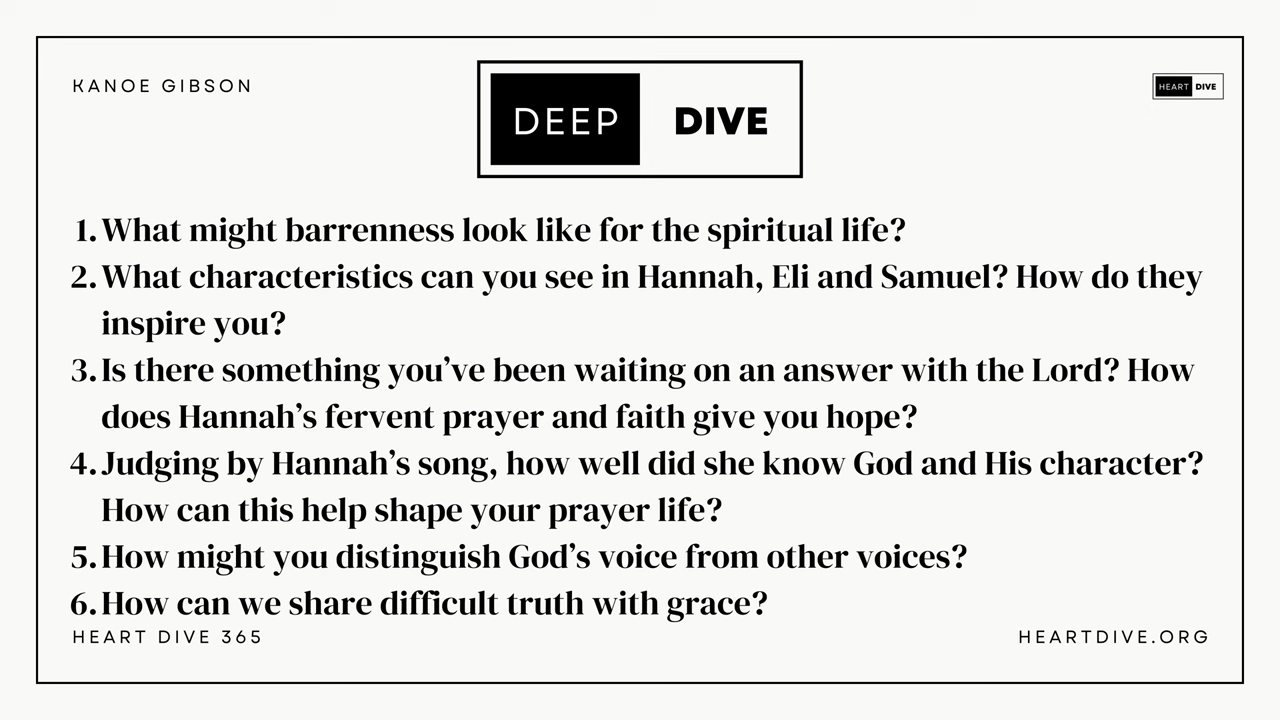 KANOE GIBSON
DEEP DIVE
HEART DIVE
1. What might barrenness look like for the spiritual life?
2. What characteristics can you see in Hannah, Eli and Samuel? How do they
inspire you?
3. Is there something you’ve been waiting on an answer with the Lord? How
does Hannah’s fervent prayer and faith give you hope?
4. Judging by Hannah’s song, how well did she know God and His character?
How can this help shape your prayer life?
5. How might you distinguish God’s voice from other voices?
6. How can we share difficult truth with grace?
HEART DIVE 365
HEARTDIVE.ORG